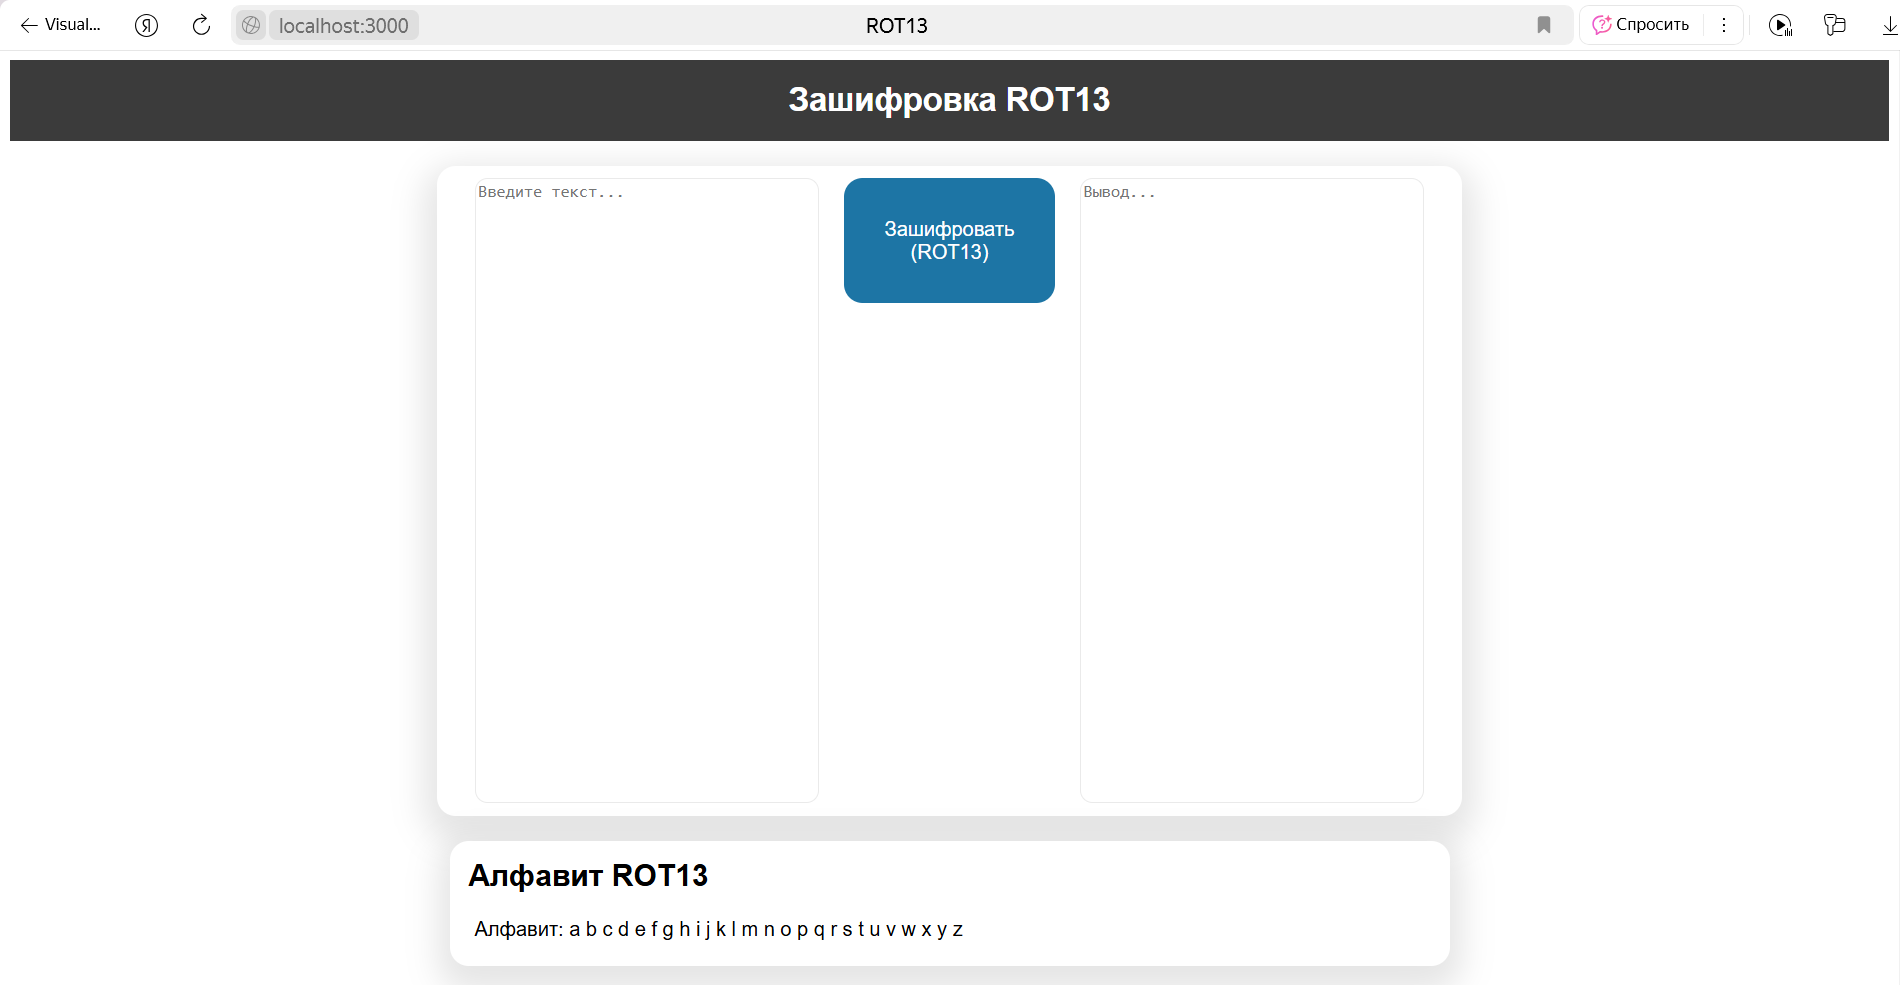 Visual...
localhost:3000
ROT13
Спросить
Зашифровка ROT13
Введите текст...
Зашифровать
(ROT13)
Вывод...
Алфавит ROT13
Алфавит: a b c d e f g h i j k l m n o p q r s t u v w x y z